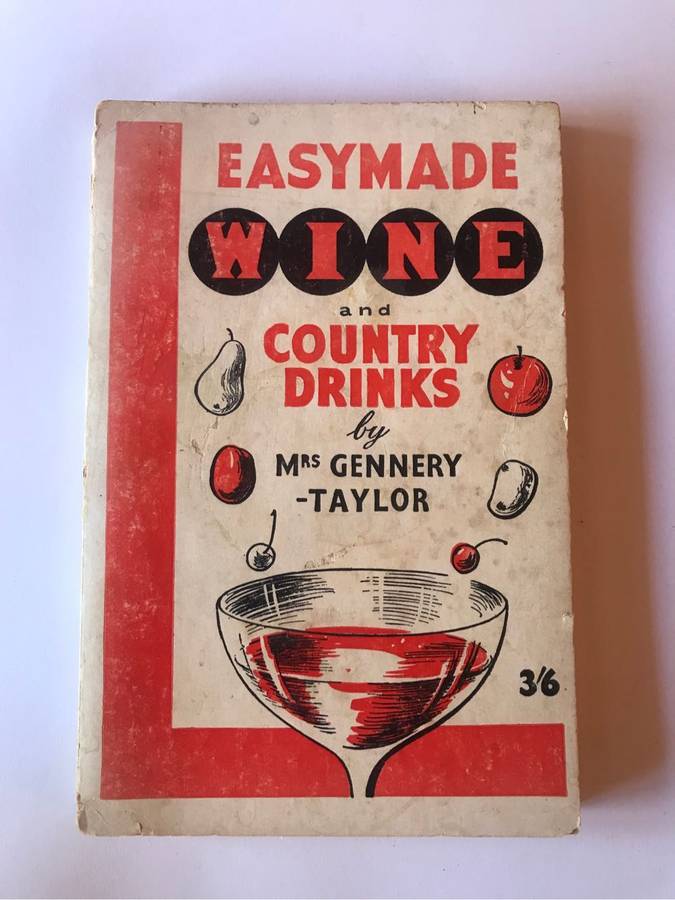 EASYMADE
WINE
and
COUNTRY
DRINKS
by
MRS GENNERY
-TAYLOR
3/6